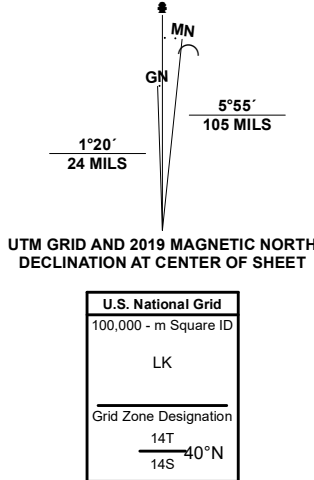 MN
GN
5°55´
105 MILS
1°20´
24 MILS
UTM GRID AND 2019 MAGNETIC NORTH
DECLINATION AT CENTER OF SHEET
U.S. National Grid
100,000 - m Square ID
LK
Grid Zone Designation
14T
40°N
14S